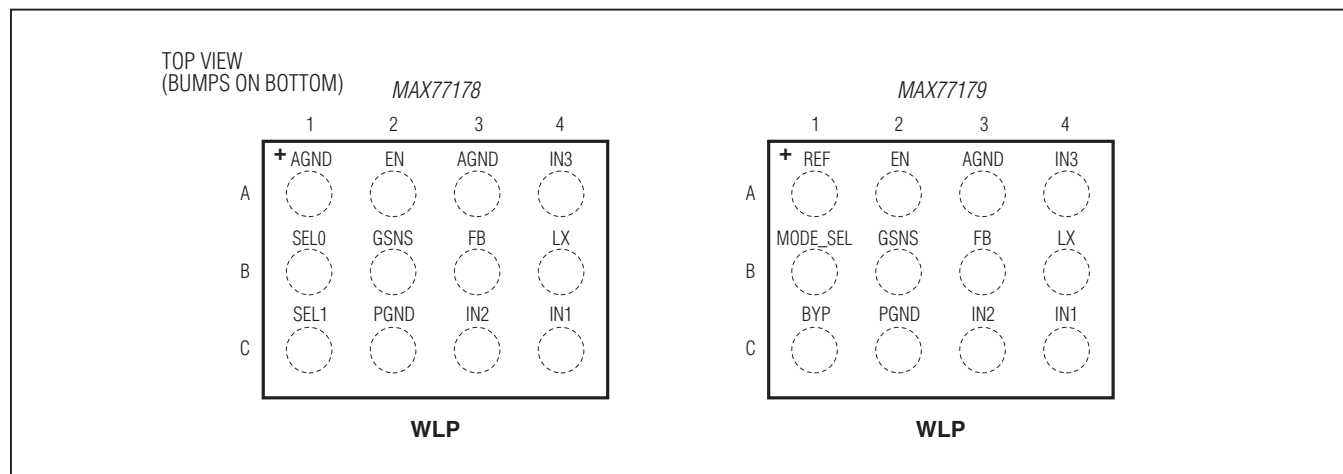 TOP VIEW
(BUMPS ON BOTTOM)
MAX77178
1 2 3 4
+ AGND EN AGND IN3
A
SEL0 GSNS FB LX
B
SEL1 PGND IN2 IN1
C
WLP
MAX77179
1 2 3 4
+ REF EN AGND IN3
A
MODE_SEL GSNS FB LX
B
BYP PGND IN2 IN1
C
WLP